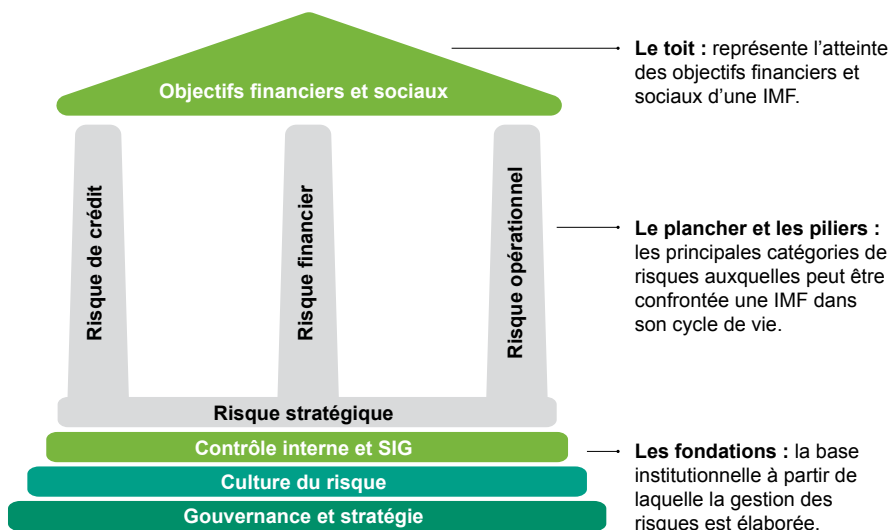 Objectifs financiers et sociaux
Le toit : représente l’atteinte
des objectifs financiers et
sociaux d’une IMF.
Risque de crédit
Risque financier
Risque opérationnel
Le plancher et les piliers :
les principales catégories de
risques auxquelles peut être
confrontée une IMF dans
son cycle de vie.
Risque stratégique
Contrôle interne et SIG
Culture du risque
Gouvernance et stratégie
Les fondations : la base
institutionnelle à partir de
laquelle la gestion des
risques est élaborée.